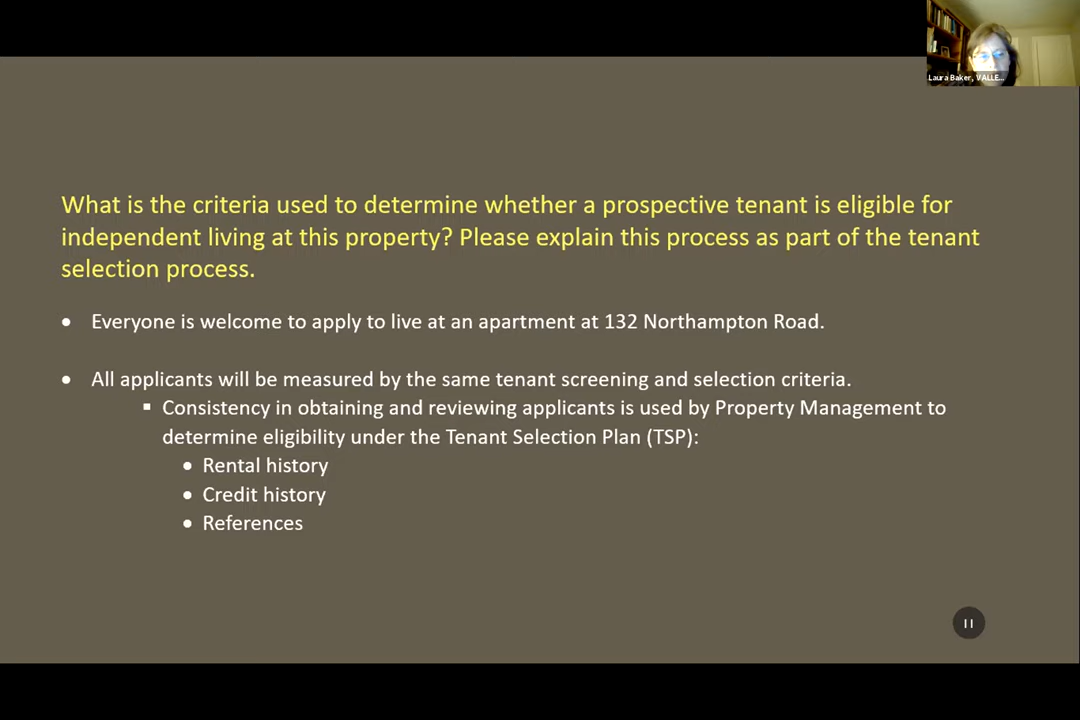 Laura Baker, VALLE...
What is the criteria used to determine whether a prospective tenant is eligible for
independent living at this property? Please explain this process as part of the tenant
selection process.
• Everyone is welcome to apply to live at an apartment at 132 Northampton Road.
• All applicants will be measured by the same tenant screening and selection criteria.
▪ Consistency in obtaining and reviewing applicants is used by Property Management to
determine eligibility under the Tenant Selection Plan (TSP):
• Rental history
• Credit history
• References
11